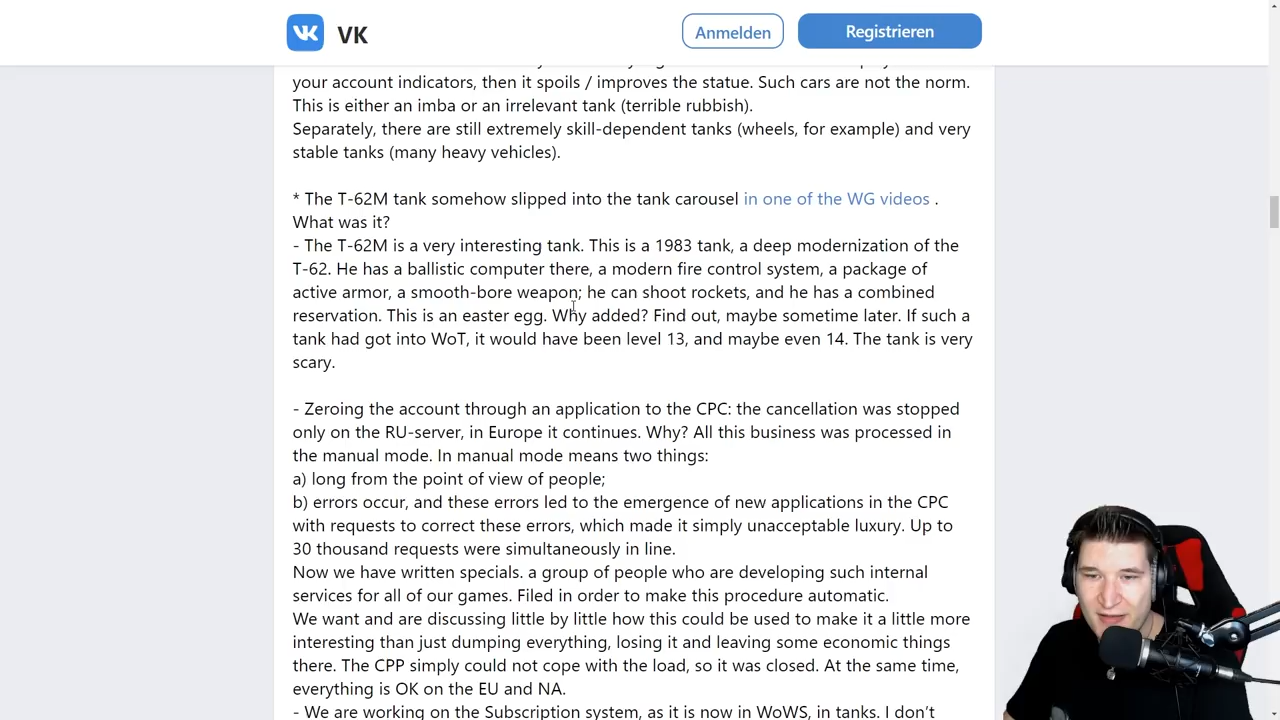 VK
Anmelden
Registrieren
your account indicators, then it spoils / improves the statue. Such cars are not the norm.
This is either an imba or an irrelevant tank (terrible rubbish).
Separately, there are still extremely skill-dependent tanks (wheels, for example) and very
stable tanks (many heavy vehicles).
* The T-62M tank somehow slipped into the tank carousel in one of the WG videos .
What was it?
- The T-62M is a very interesting tank. This is a 1983 tank, a deep modernization of the
T-62. He has a ballistic computer there, a modern fire control system, a package of
active armor, a smooth-bore weapon; he can shoot rockets, and he has a combined
reservation. This is an easter egg. Why added? Find out, maybe sometime later. If such a
tank had got into WoT, it would have been level 13, and maybe even 14. The tank is very
scary.
- Zeroing the account through an application to the CPC: the cancellation was stopped
only on the RU-server, in Europe it continues. Why? All this business was processed in
the manual mode. In manual mode means two things:
a) long from the point of view of people;
b) errors occur, and these errors led to the emergence of new applications in the CPC
with requests to correct these errors, which made it simply unacceptable luxury. Up to
30 thousand requests were simultaneously in line.
Now we have written specials. a group of people who are developing such internal
services for all of our games. Filed in order to make this procedure automatic.
We want and are discussing little by little how this could be used to make it a little more
interesting than just dumping everything, losing it and leaving some economic things
there. The CPP simply could not cope with the load, so it was closed. At the same time,
everything is OK on the EU and NA.
- We are working on the Subscription system, as it is now in WoWS, in tanks. I don't